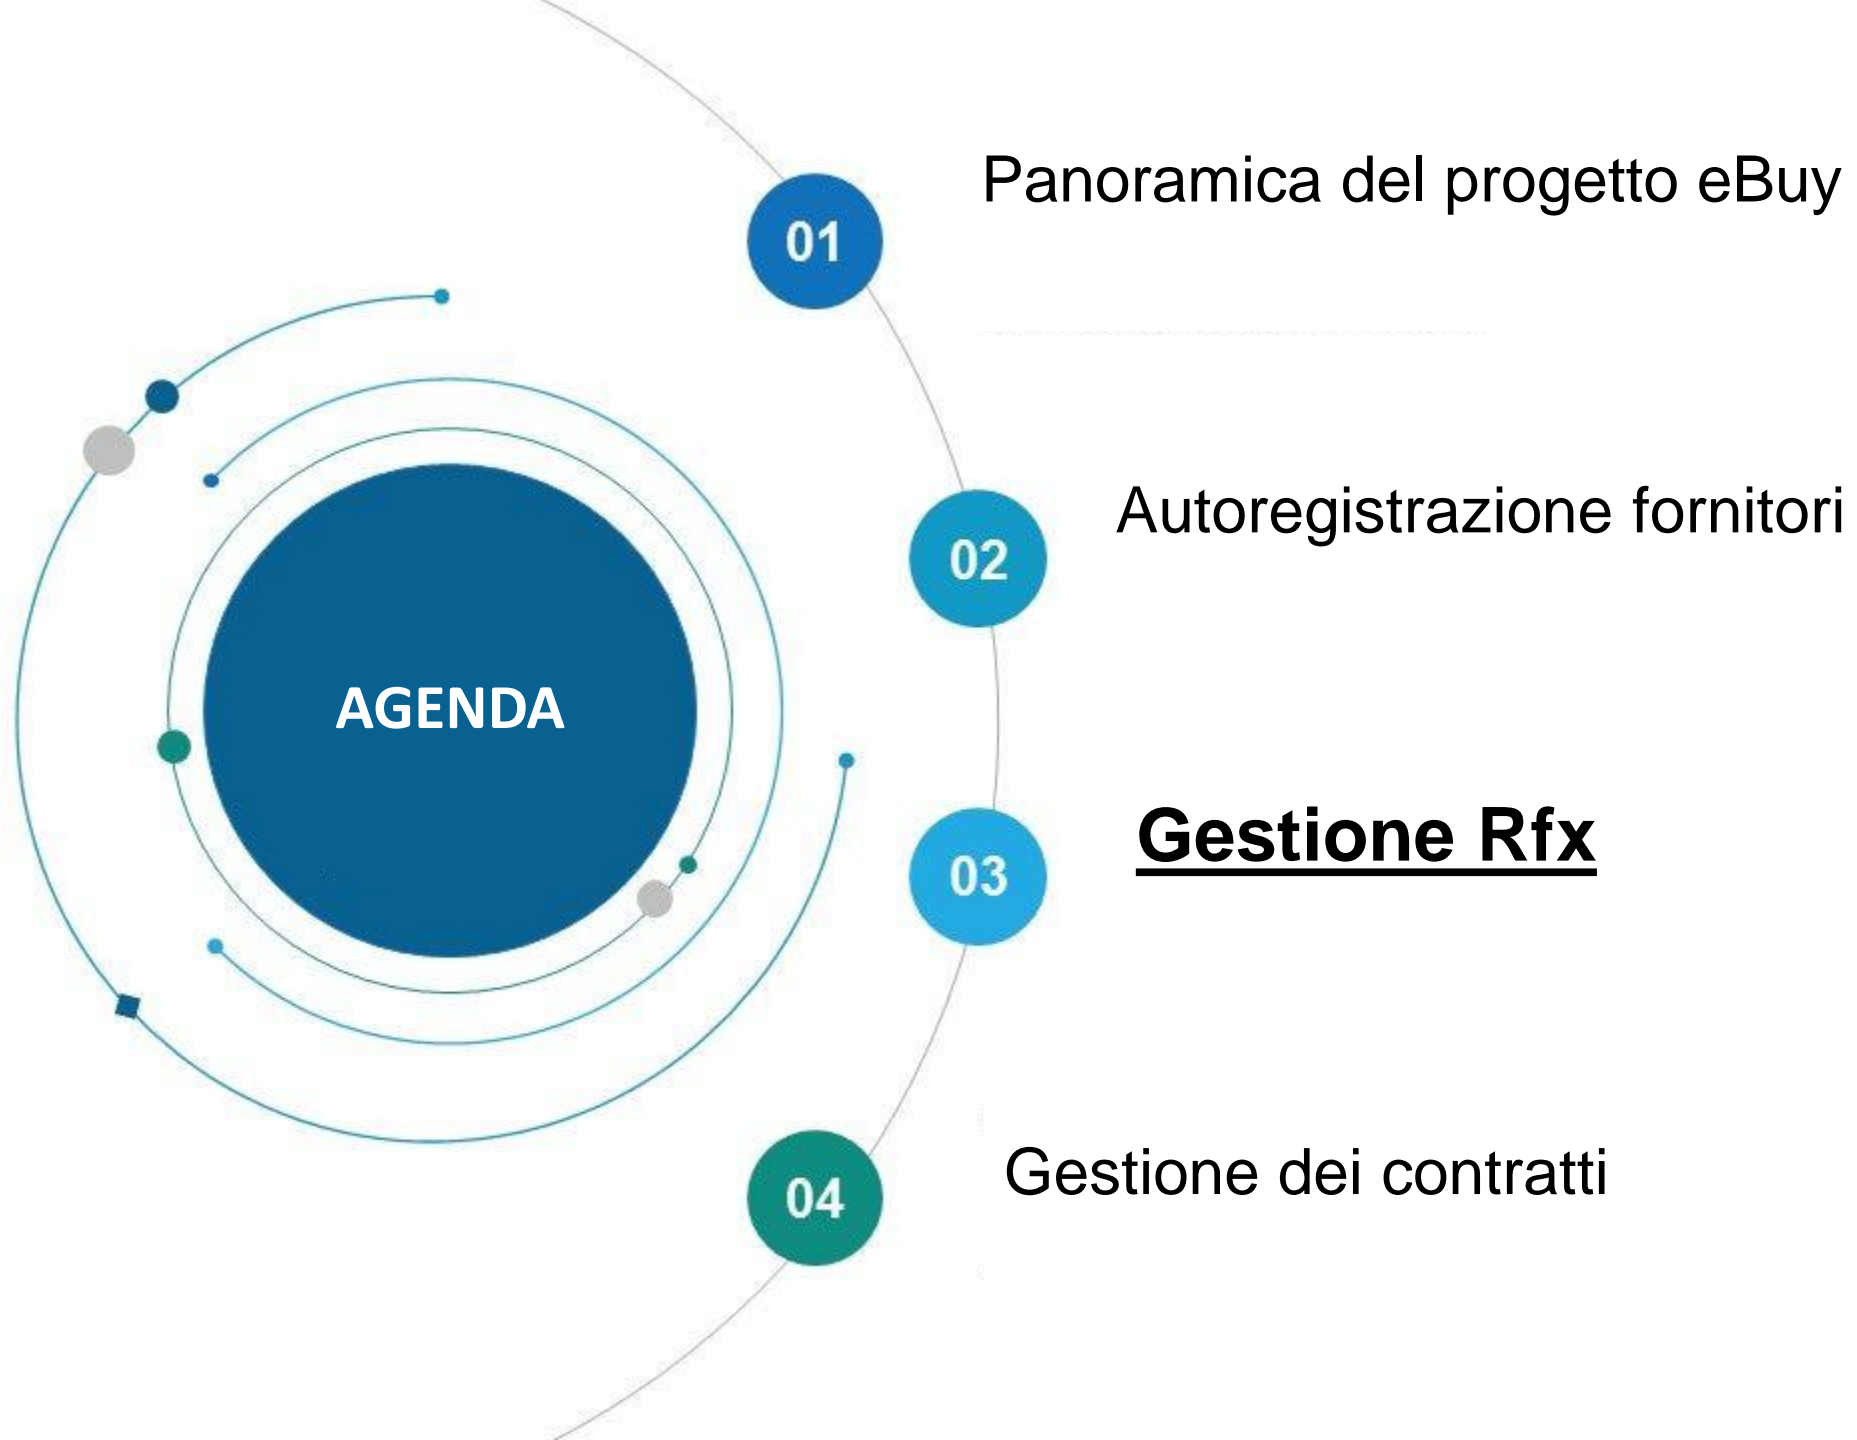 AGENDA
01
Panoramica del progetto eBuy
02
Autoregistrazione fornitori
03
Gestione Rfx
04
Gestione dei contratti